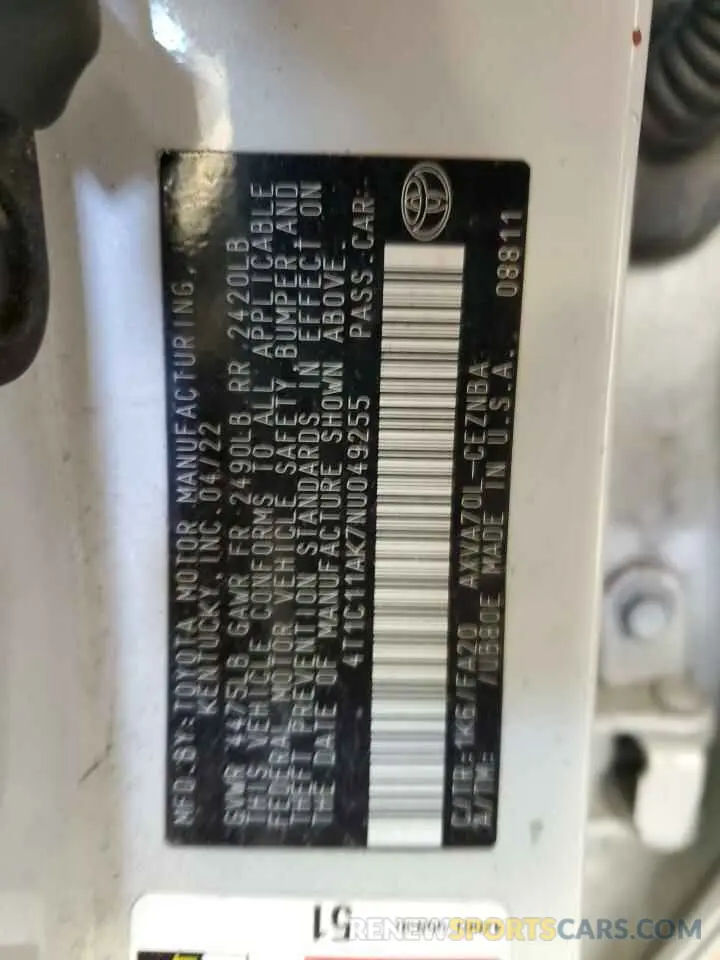 MFD.BY:TOYOTA MOTOR MANUFACTURING,
KENTUCKY, INC. 04/22
GVWR 4475LB GAWR FR 2490LB RR 2420LB
THIS VEHICLE CONFORMS TO ALL APPLICABLE
FEDERAL MOTOR VEHICLE SAFETY, BUMPER AND
THEFT PREVENTION STANDARDS IN EFFECT ON
THE DATE OF MANUFACTURE SHOWN ABOVE.
4T1C11AK7NU049255 PASS.CAR
C/TR:1K6/FA20 AXVA70L-CEZNBA
A/TM: /UB80E MADE IN U.S.A. 08811
51
RENEWSPORTSCARS.COM